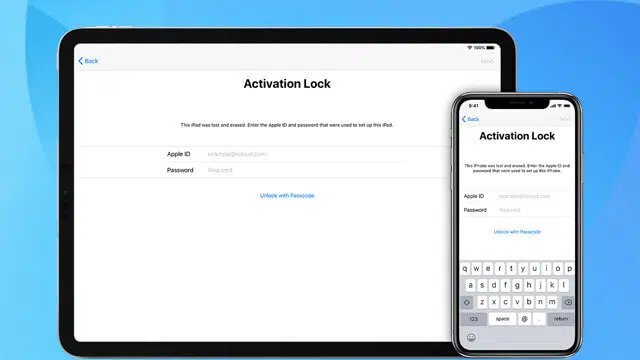 100%
Back
Next
Activation Lock
This iPad was lost and erased. Enter the Apple ID and password that were used to set up this iPad.
Apple ID example@icloud.com
Password Required
Unlock with Passcode
9:41
Back
Next
Activation Lock
This iPhone was lost and erased. Enter the Apple ID and
password that were used to set up this iPhone.
Apple ID example@icloud.com
Password Required
Unlock with Passcode
q w e r t y u i o p
a s d f g h j k l
z x c v b n m
123 space @ . return